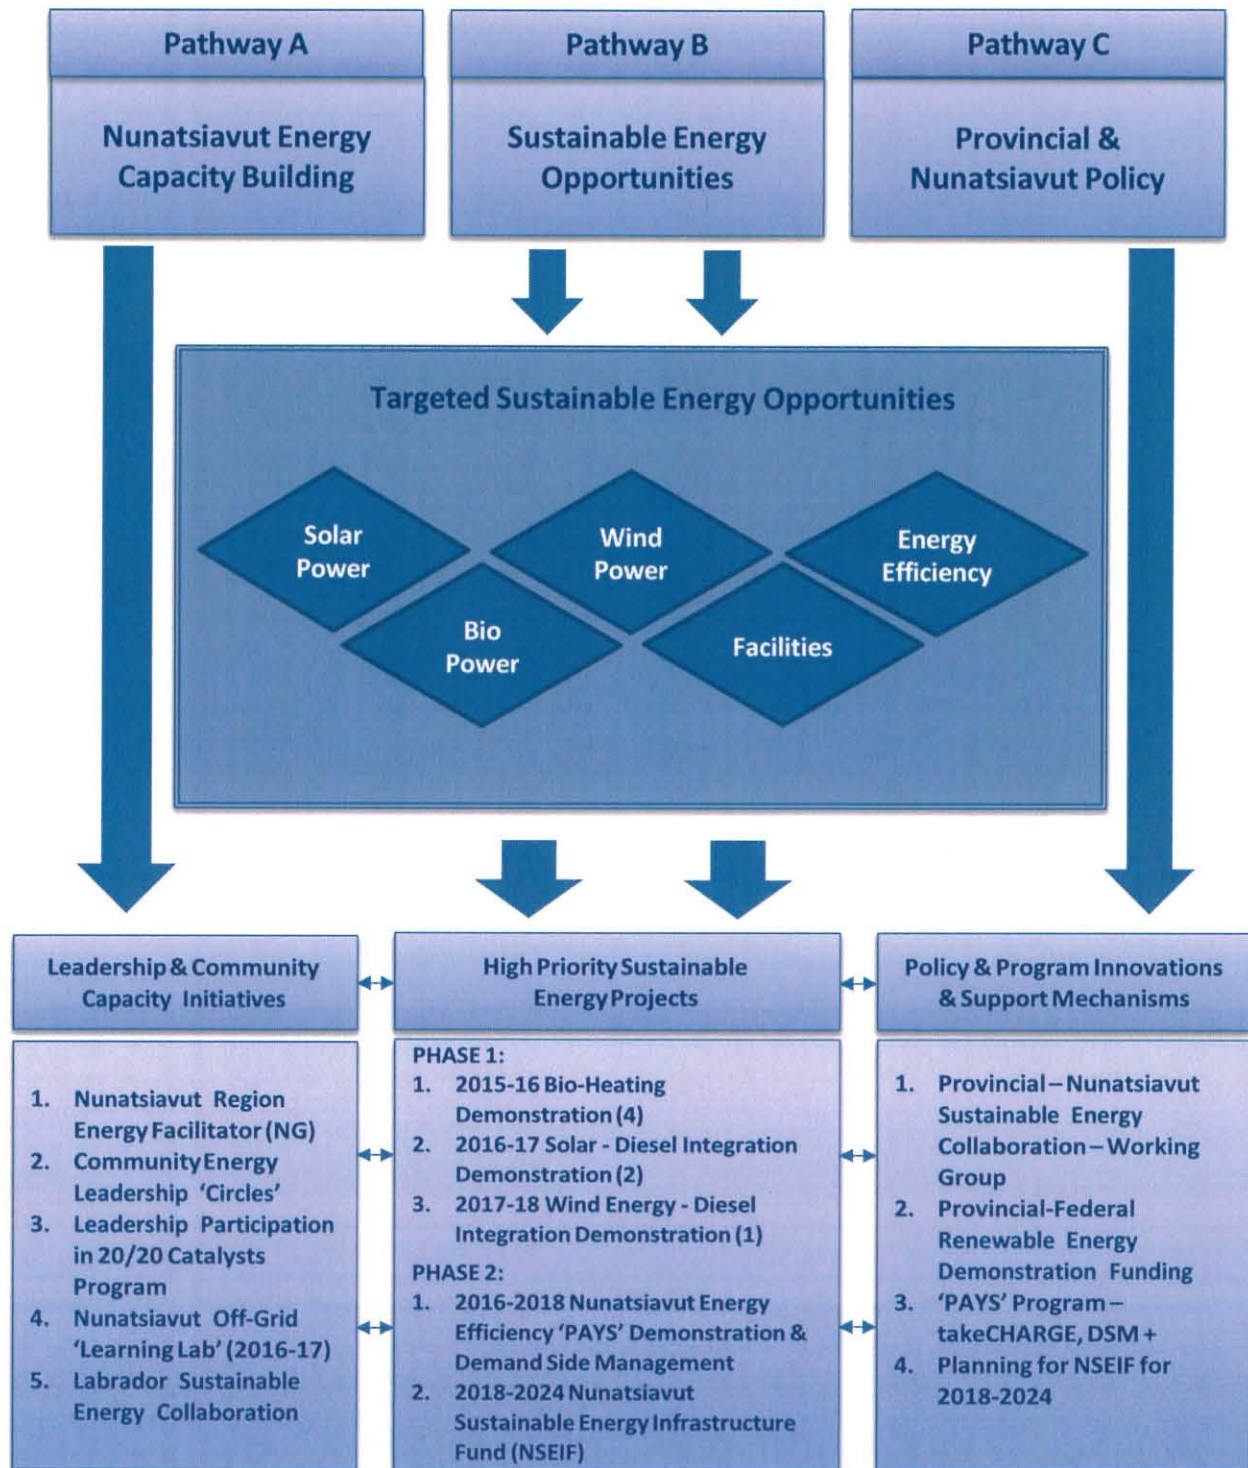 Pathway A
Nunatsiavut Energy
Capacity Building
Pathway B
Sustainable Energy
Opportunities
Pathway C
Provincial &
Nunatsiavut Policy
Targeted Sustainable Energy Opportunities
Solar
Power
Wind
Power
Energy
Efficiency
Bio
Power
Facilities
Leadership & Community
Capacity Initiatives
1. Nunatsiavut Region
Energy Facilitator (NG)
2. Community Energy
Leadership ‘Circles’
3. Leadership Participation
in 20/20 Catalysts
Program
4. Nunatsiavut Off-Grid
‘Learning Lab’ (2016-17)
5. Labrador Sustainable
Energy Collaboration
High Priority Sustainable
Energy Projects
PHASE 1:
1. 2015-16 Bio-Heating
Demonstration (4)
2. 2016-17 Solar - Diesel Integration
Demonstration (2)
3. 2017-18 Wind Energy - Diesel
Integration Demonstration (1)
PHASE 2:
1. 2016-2018 Nunatsiavut Energy
Efficiency ‘PAYS’ Demonstration &
Demand Side Management
2. 2018-2024 Nunatsiavut
Sustainable Energy Infrastructure
Fund (NSEIF)
Policy & Program Innovations
& Support Mechanisms
1. Provincial – Nunatsiavut
Sustainable Energy
Collaboration – Working
Group
2. Provincial-Federal
Renewable Energy
Demonstration Funding
3. ‘PAYS’ Program –
takeCHARGE, DSM +
4. Planning for NSEIF for
2018-2024